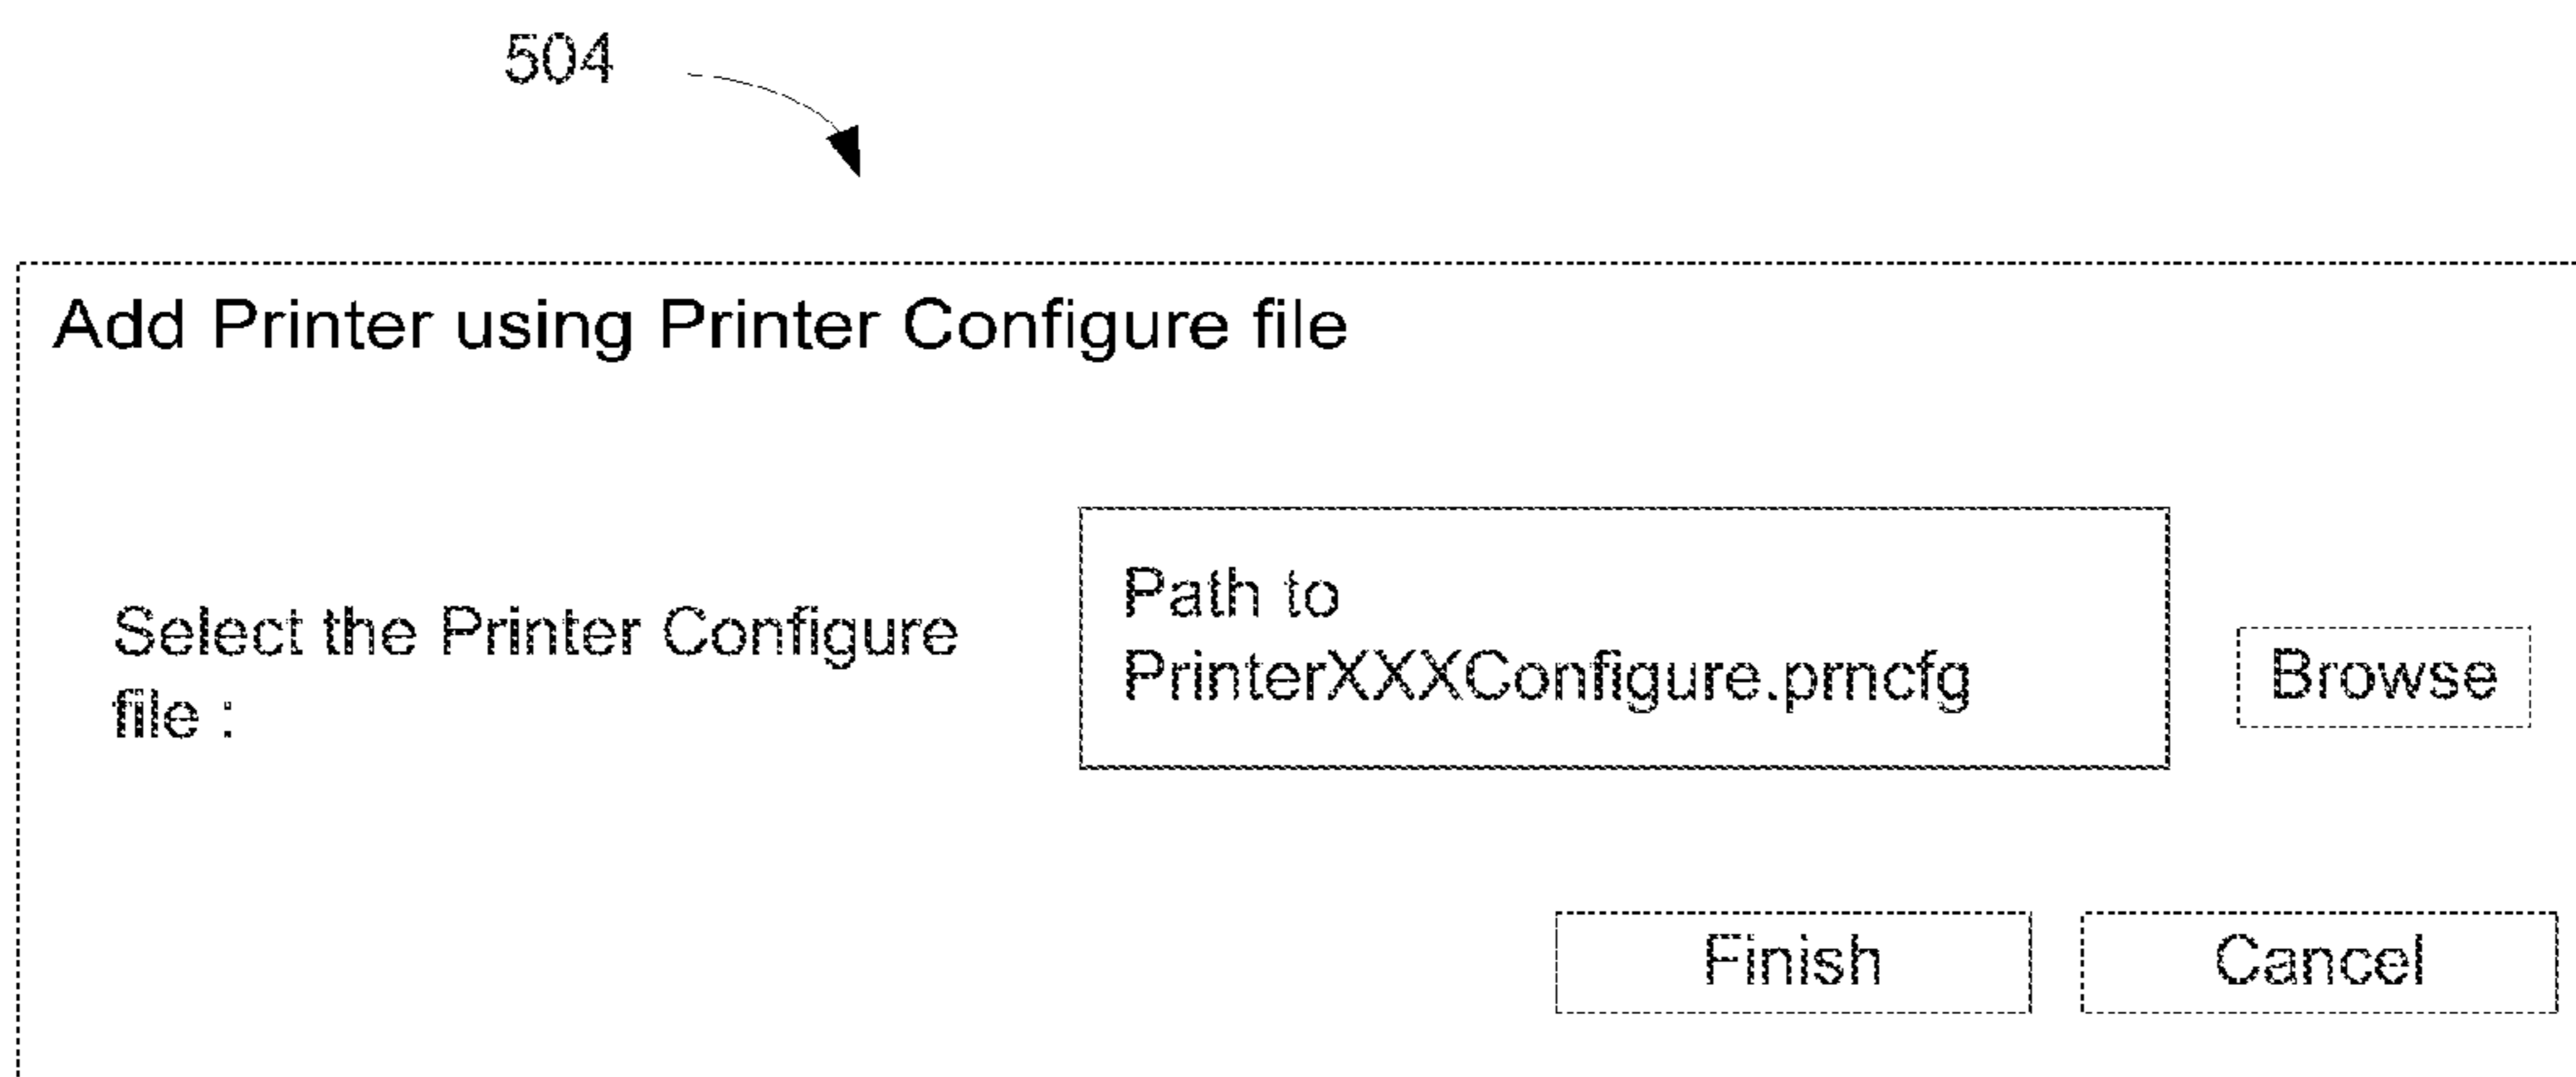 504
Add Printer using Printer Configure file
Select the Printer Configure
file :
Path to
PrinterXXXConfigure.prncfg
Browse
Finish
Cancel